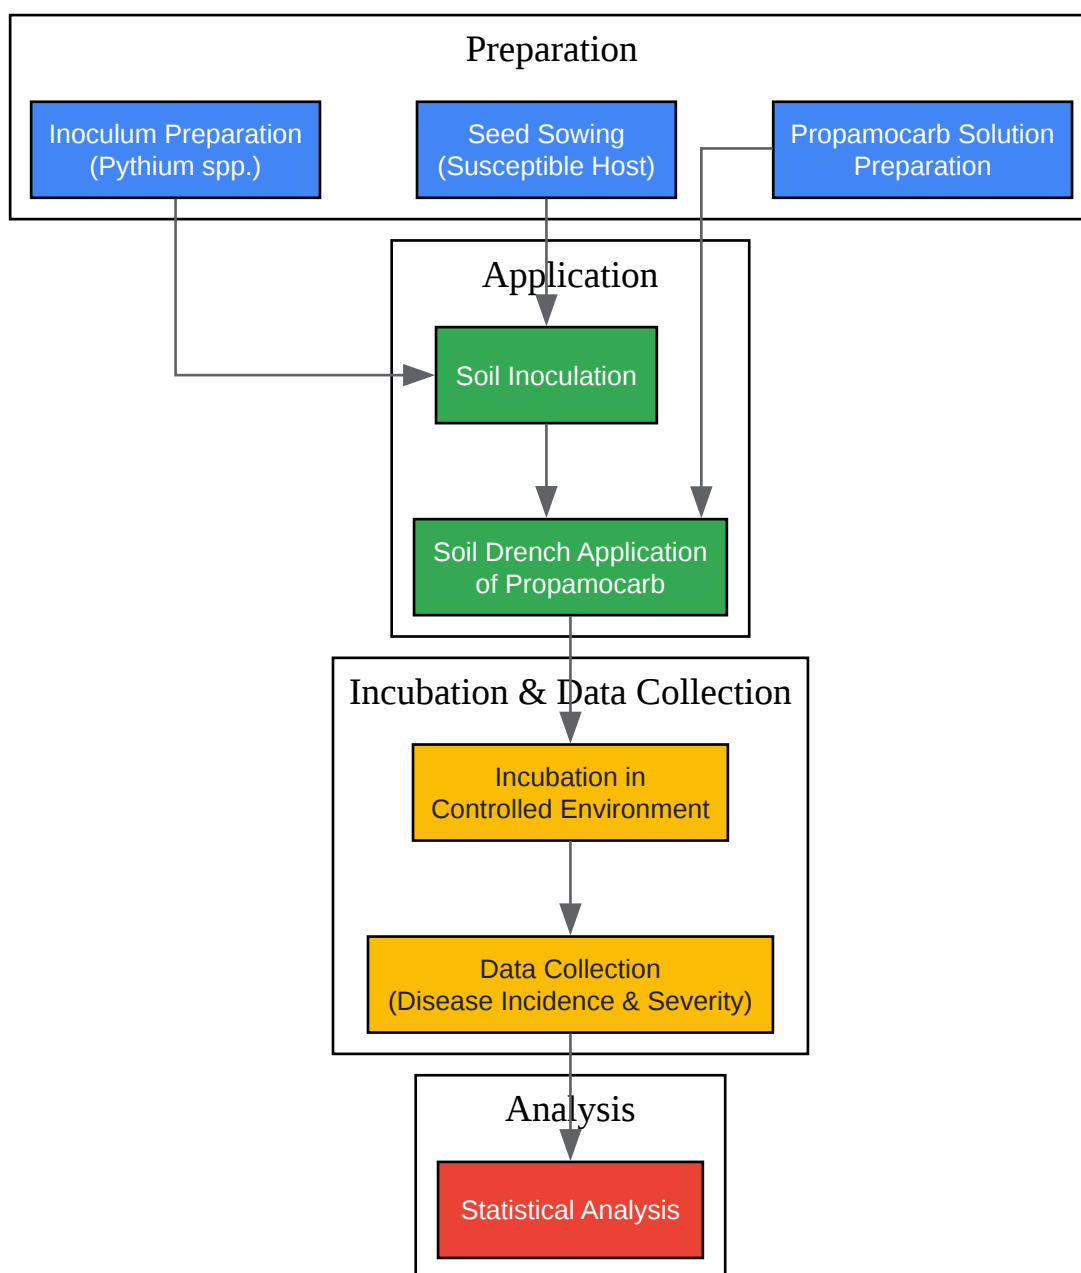 Preparation
Inoculum Preparation
(Pythium spp.)
Seed Sowing
(Susceptible Host)
Propamocarb Solution
Preparation
Application
Soil Inoculation
Soil Drench Application
of Propamocarb
Incubation & Data Collection
Incubation in
Controlled Environment
Data Collection
(Disease Incidence & Severity)
Analysis
Statistical Analysis